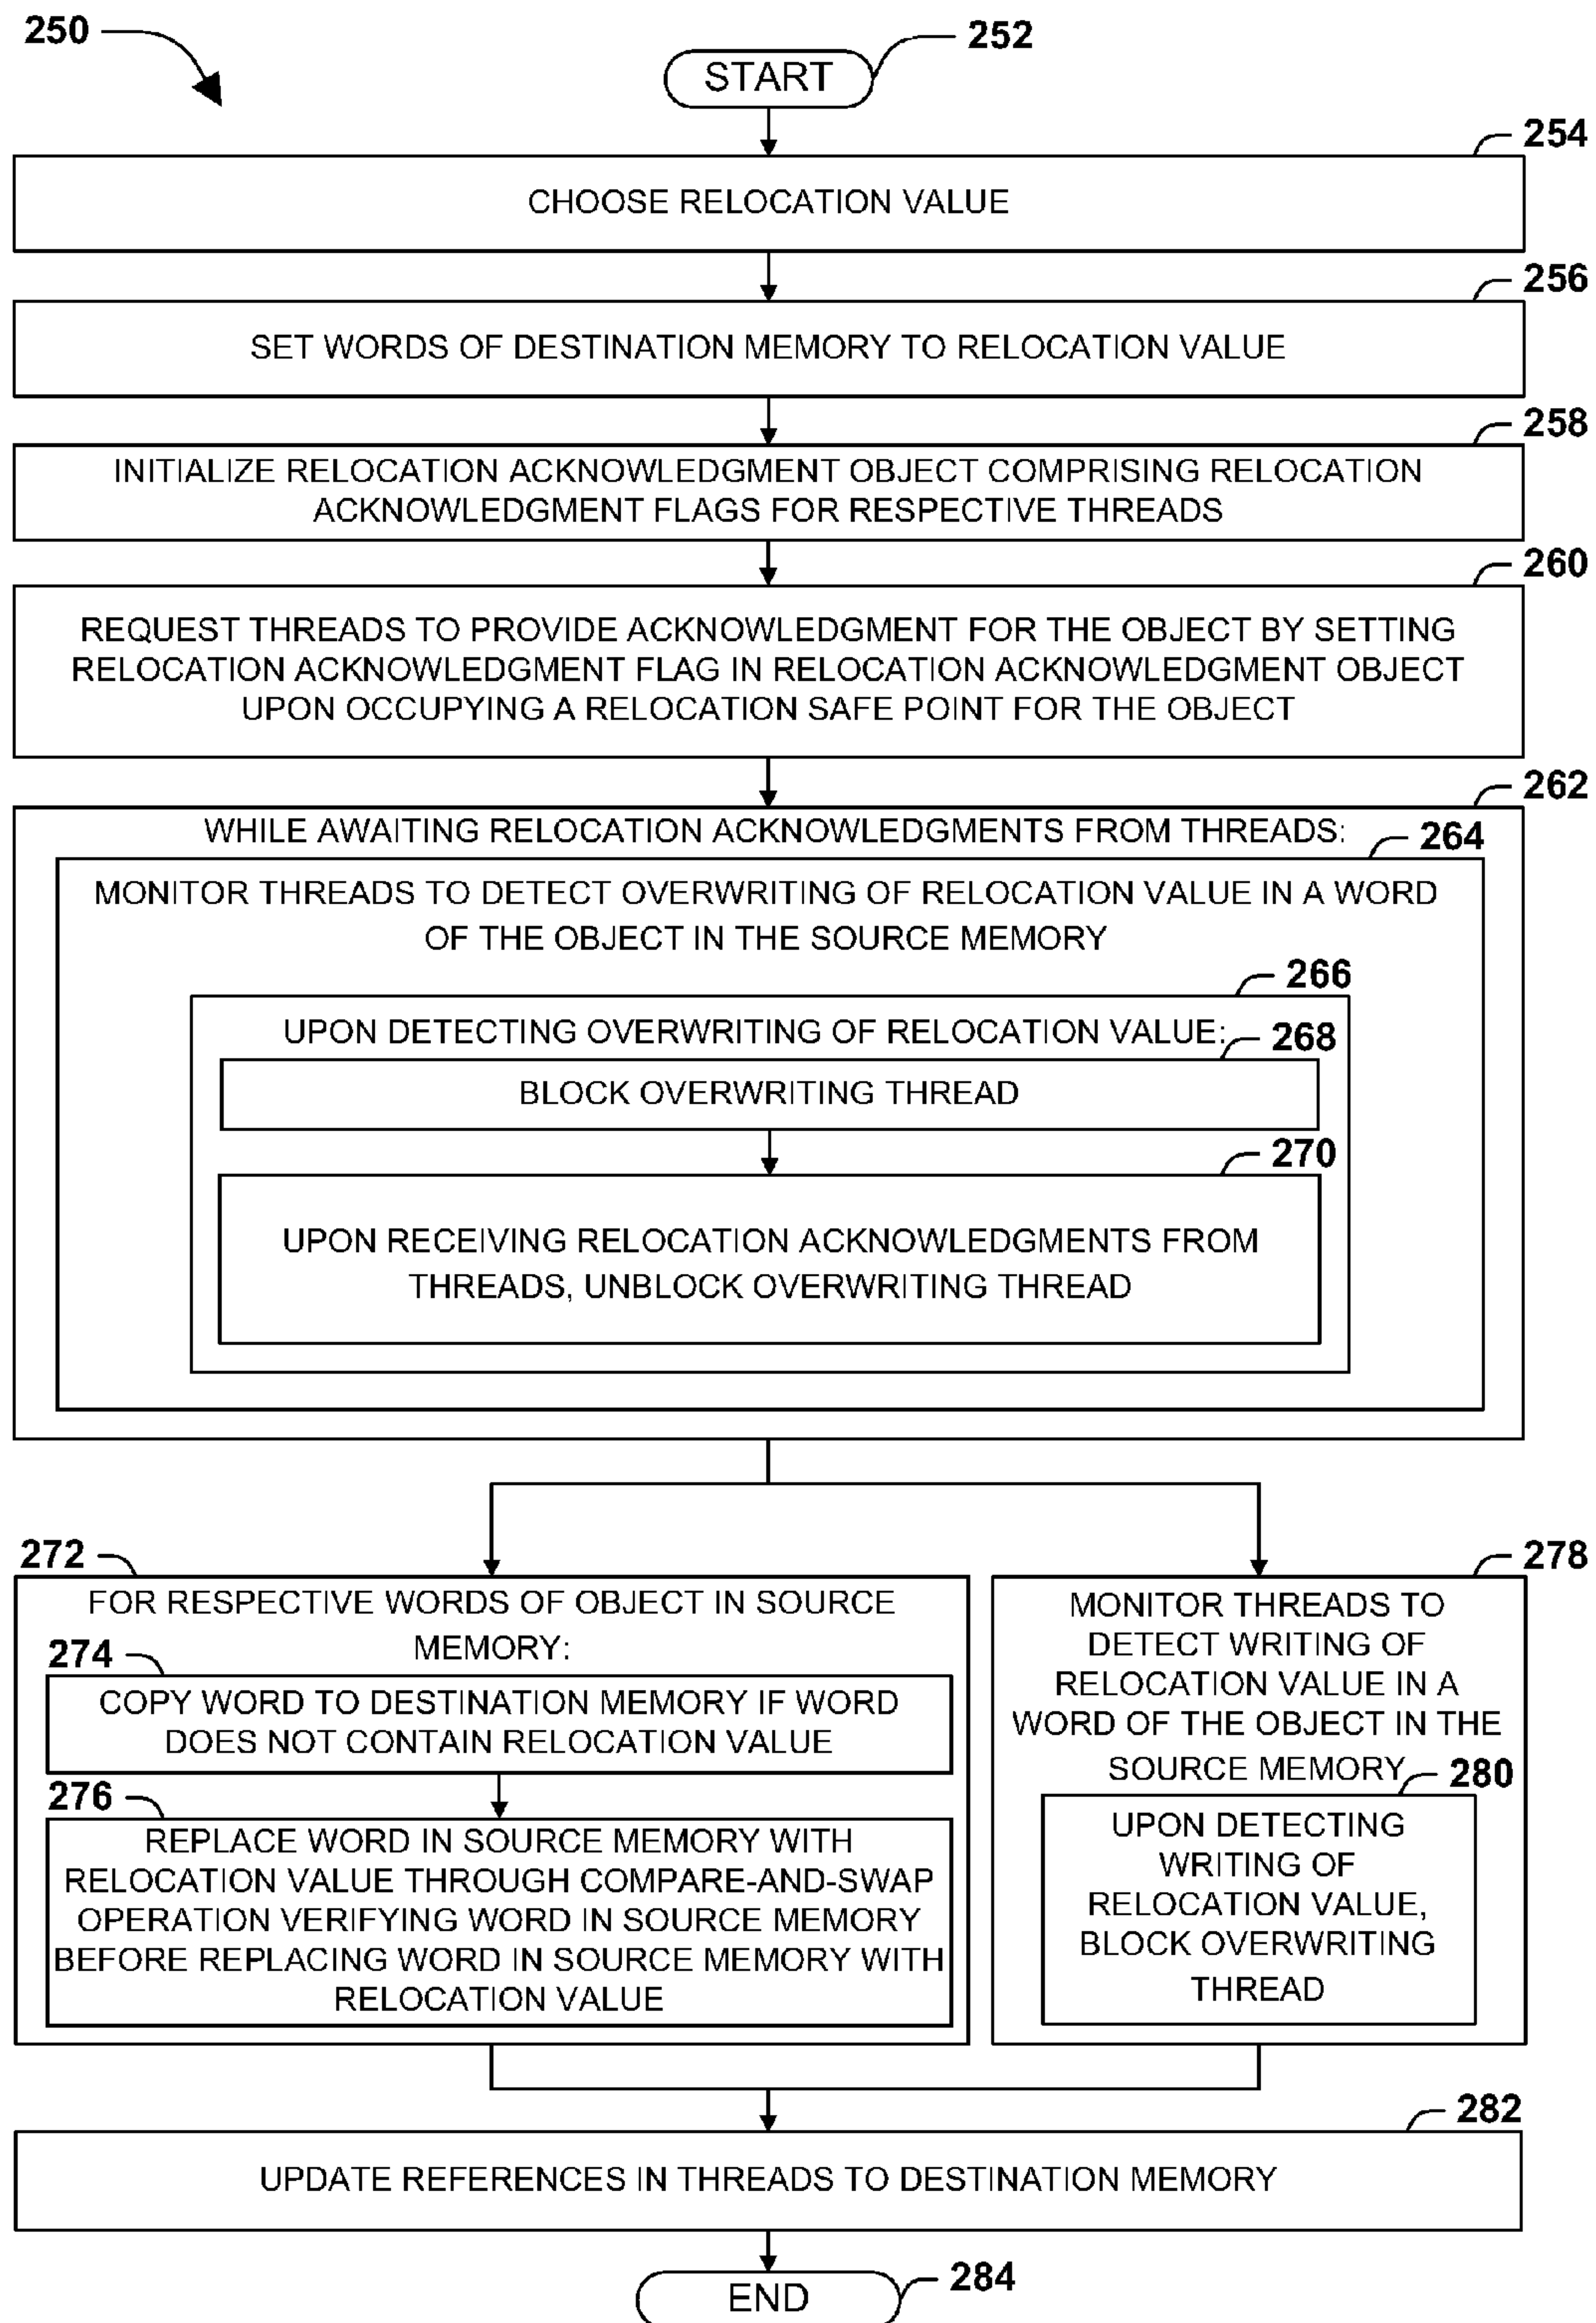 250
252
START
254
CHOOSE RELOCATION VALUE
256
SET WORDS OF DESTINATION MEMORY TO RELOCATION VALUE
258
INITIALIZE RELOCATION ACKNOWLEDGMENT OBJECT COMPRISING RELOCATION
ACKNOWLEDGMENT FLAGS FOR RESPECTIVE THREADS
260
REQUEST THREADS TO PROVIDE ACKNOWLEDGMENT FOR THE OBJECT BY SETTING
RELOCATION ACKNOWLEDGMENT FLAG IN RELOCATION ACKNOWLEDGMENT OBJECT
UPON OCCUPYING A RELOCATION SAFE POINT FOR THE OBJECT
262
WHILE AWAITING RELOCATION ACKNOWLEDGMENTS FROM THREADS:
264
MONITOR THREADS TO DETECT OVERWRITING OF RELOCATION VALUE IN A WORD
OF THE OBJECT IN THE SOURCE MEMORY
266
UPON DETECTING OVERWRITING OF RELOCATION VALUE:
268
BLOCK OVERWRITING THREAD
270
UPON RECEIVING RELOCATION ACKNOWLEDGMENTS FROM
THREADS, UNBLOCK OVERWRITING THREAD
272
FOR RESPECTIVE WORDS OF OBJECT IN SOURCE
MEMORY:
274
COPY WORD TO DESTINATION MEMORY IF WORD
DOES NOT CONTAIN RELOCATION VALUE
276
REPLACE WORD IN SOURCE MEMORY WITH
RELOCATION VALUE THROUGH COMPARE-AND-SWAP
OPERATION VERIFYING WORD IN SOURCE MEMORY
BEFORE REPLACING WORD IN SOURCE MEMORY WITH
RELOCATION VALUE
278
MONITOR THREADS TO
DETECT WRITING OF
RELOCATION VALUE IN A
WORD OF THE OBJECT IN THE
SOURCE MEMORY
280
UPON DETECTING
WRITING OF
RELOCATION VALUE,
BLOCK OVERWRITING
THREAD
282
UPDATE REFERENCES IN THREADS TO DESTINATION MEMORY
284
END